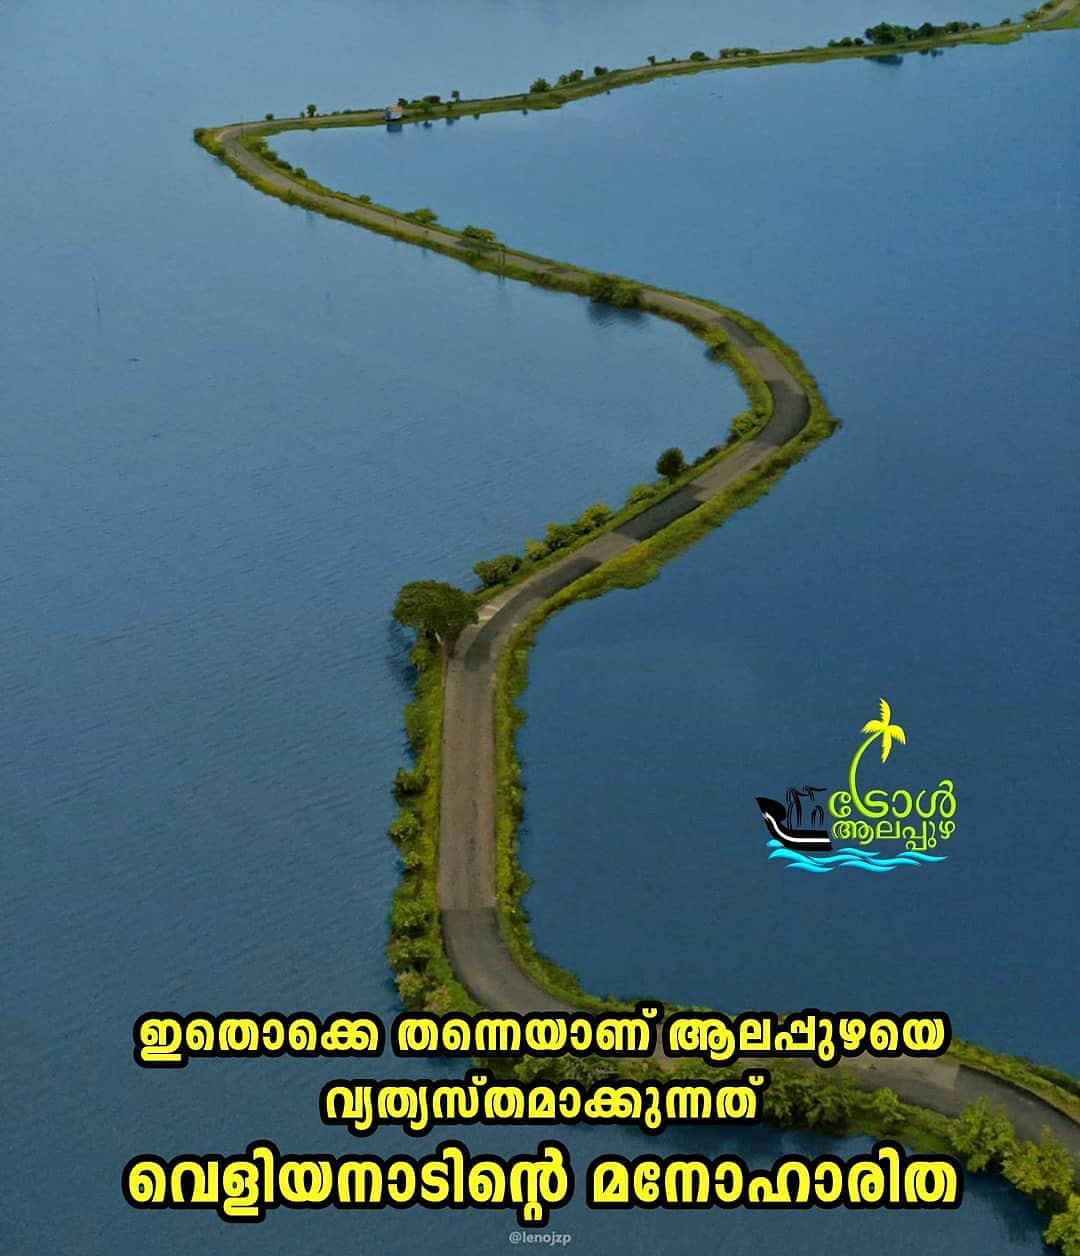 ട്രോൾ
ആലപ്പുഴ
ഇതൊക്കെ തന്നെയാണ് ആലപ്പുഴയെ
വ്യത്യസ്തമാക്കുന്നത്
വെളിയനാടിന്റെ മനോഹാരിത
@lenojzp